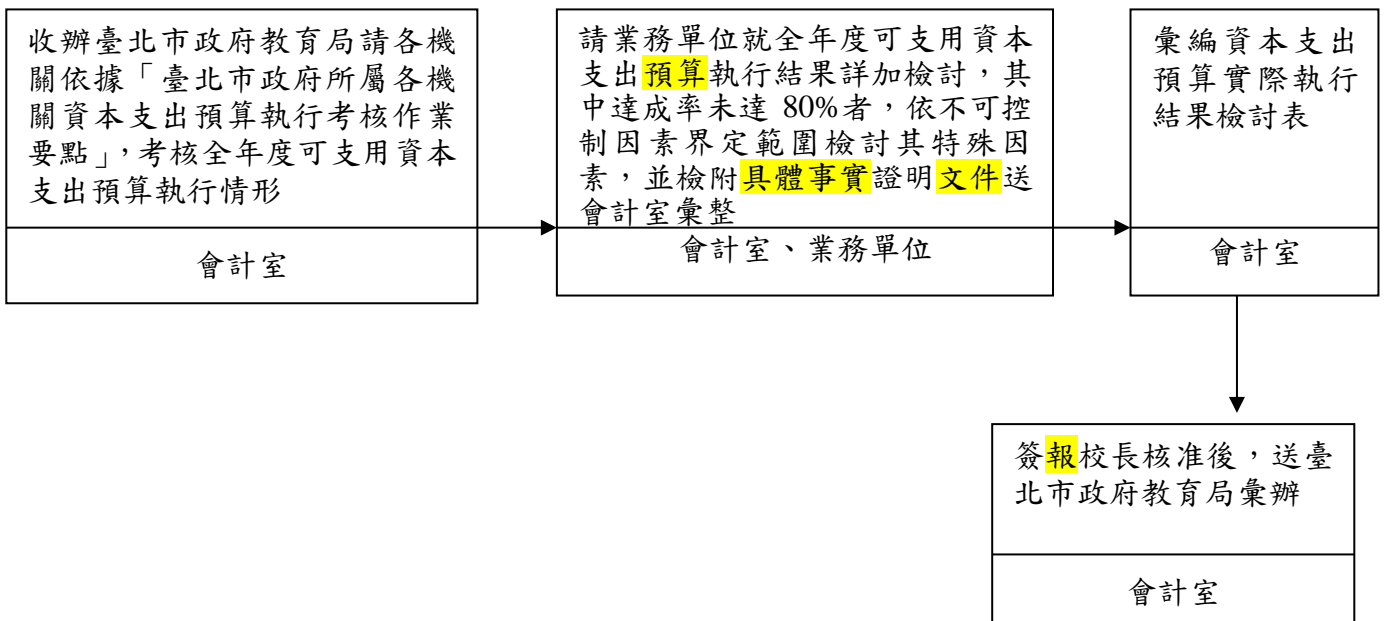 收辦臺北市政府教育局請各機
關依據「臺北市政府所屬各機
關資本支出預算執行考核作業
要點」，考核全年度可支用資本
支出預算執行情形
會計室
請業務單位就全年度可支用資本
支出預算執行結果詳加檢討，其
中達成率未達 80%者，依不可控
制因素界定範圍檢討其特殊因
素，並檢附具體事實證明文件送
會計室彙整
會計室、業務單位
彙編資本支出
預算實際執行
結果檢討表
會計室
簽報校長核准後，送臺
北市政府教育局彙辦
會計室